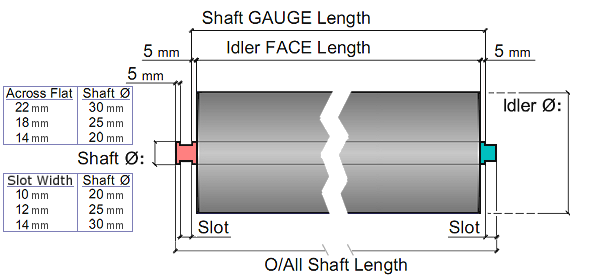 Shaft GAUGE Length
5 mm
Idler FACE Length
5 mm
5 mm
Across Flat Shaft Ø
22 mm 30 mm
18 mm 25 mm
14 mm 20 mm
Idler Ø:
Shaft Ø:
Slot Width Shaft Ø
10 mm 20 mm
12 mm 25 mm
14 mm 30 mm
Slot
Slot
O/All Shaft Length